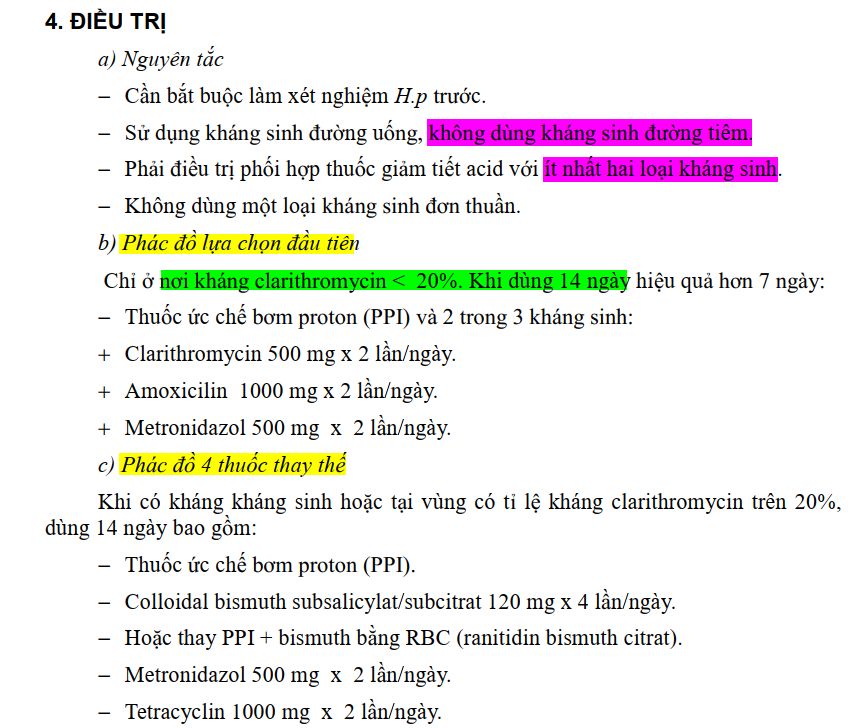 4. ĐIỀU TRỊ
a) Nguyên tắc
– Cần bắt buộc làm xét nghiệm H.p trước.
– Sử dụng kháng sinh đường uống, không dùng kháng sinh đường tiêm.
– Phải điều trị phối hợp thuốc giảm tiết acid với ít nhất hai loại kháng sinh.
– Không dùng một loại kháng sinh đơn thuần.
b) Phác đồ lựa chọn đầu tiên
Chỉ ở nơi kháng clarithromycin < 20%. Khi dùng 14 ngày hiệu quả hơn 7 ngày:
– Thuốc ức chế bơm proton (PPI) và 2 trong 3 kháng sinh:
+ Clarithromycin 500 mg x 2 lần/ngày.
+ Amoxicilin 1000 mg x 2 lần/ngày.
+ Metronidazol 500 mg x 2 lần/ngày.
c) Phác đồ 4 thuốc thay thế
Khi có kháng kháng sinh hoặc tại vùng có tỉ lệ kháng clarithromycin trên 20%,
dùng 14 ngày bao gồm:
– Thuốc ức chế bơm proton (PPI).
– Colloidal bismuth subsalicylat/subcitrat 120 mg x 4 lần/ngày.
– Hoặc thay PPI + bismuth bằng RBC (ranitidin bismuth citrat).
– Metronidazol 500 mg x 2 lần/ngày.
– Tetracyclin 1000 mg x 2 lần/ngày.